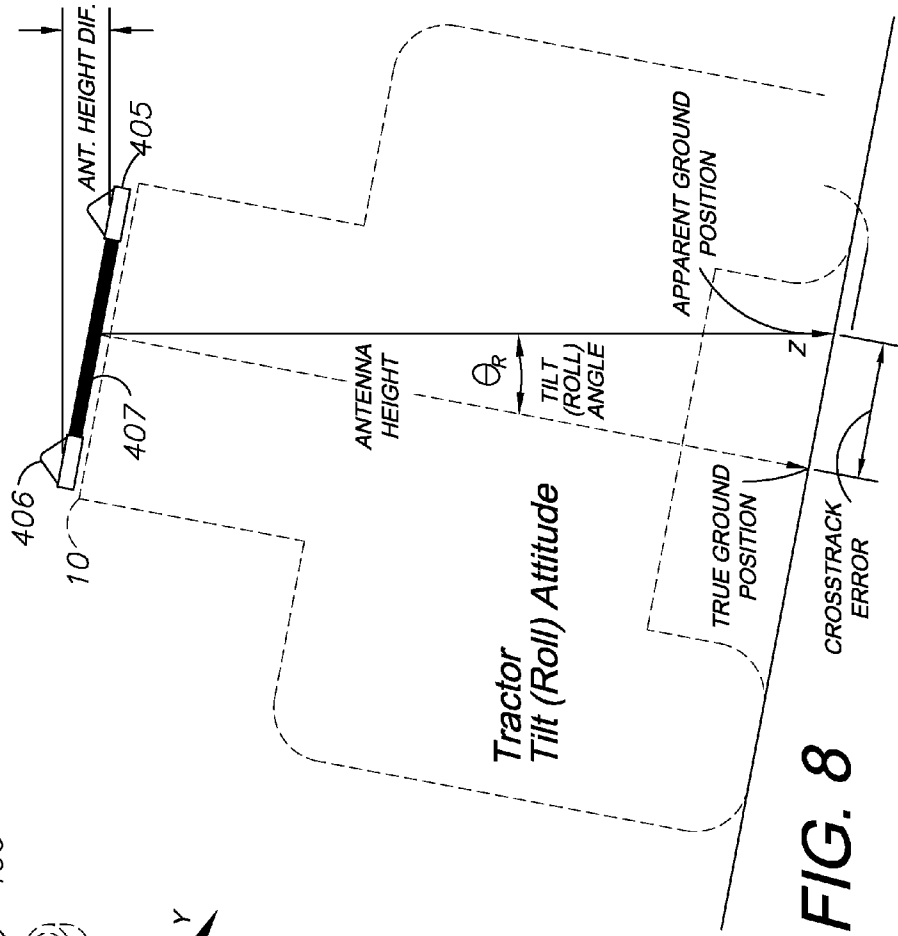 ANT. HEIGHT DIF.
405
406
10
407
ANTENNA
HEIGHT
ΘR
TILT
(ROLL)
ANGLE
APPARENT GROUND
POSITION
Z
Tractor
Tilt (Roll) Attitude
TRUE GROUND
POSITION
CROSSTRACK
ERROR
Y
FIG. 8